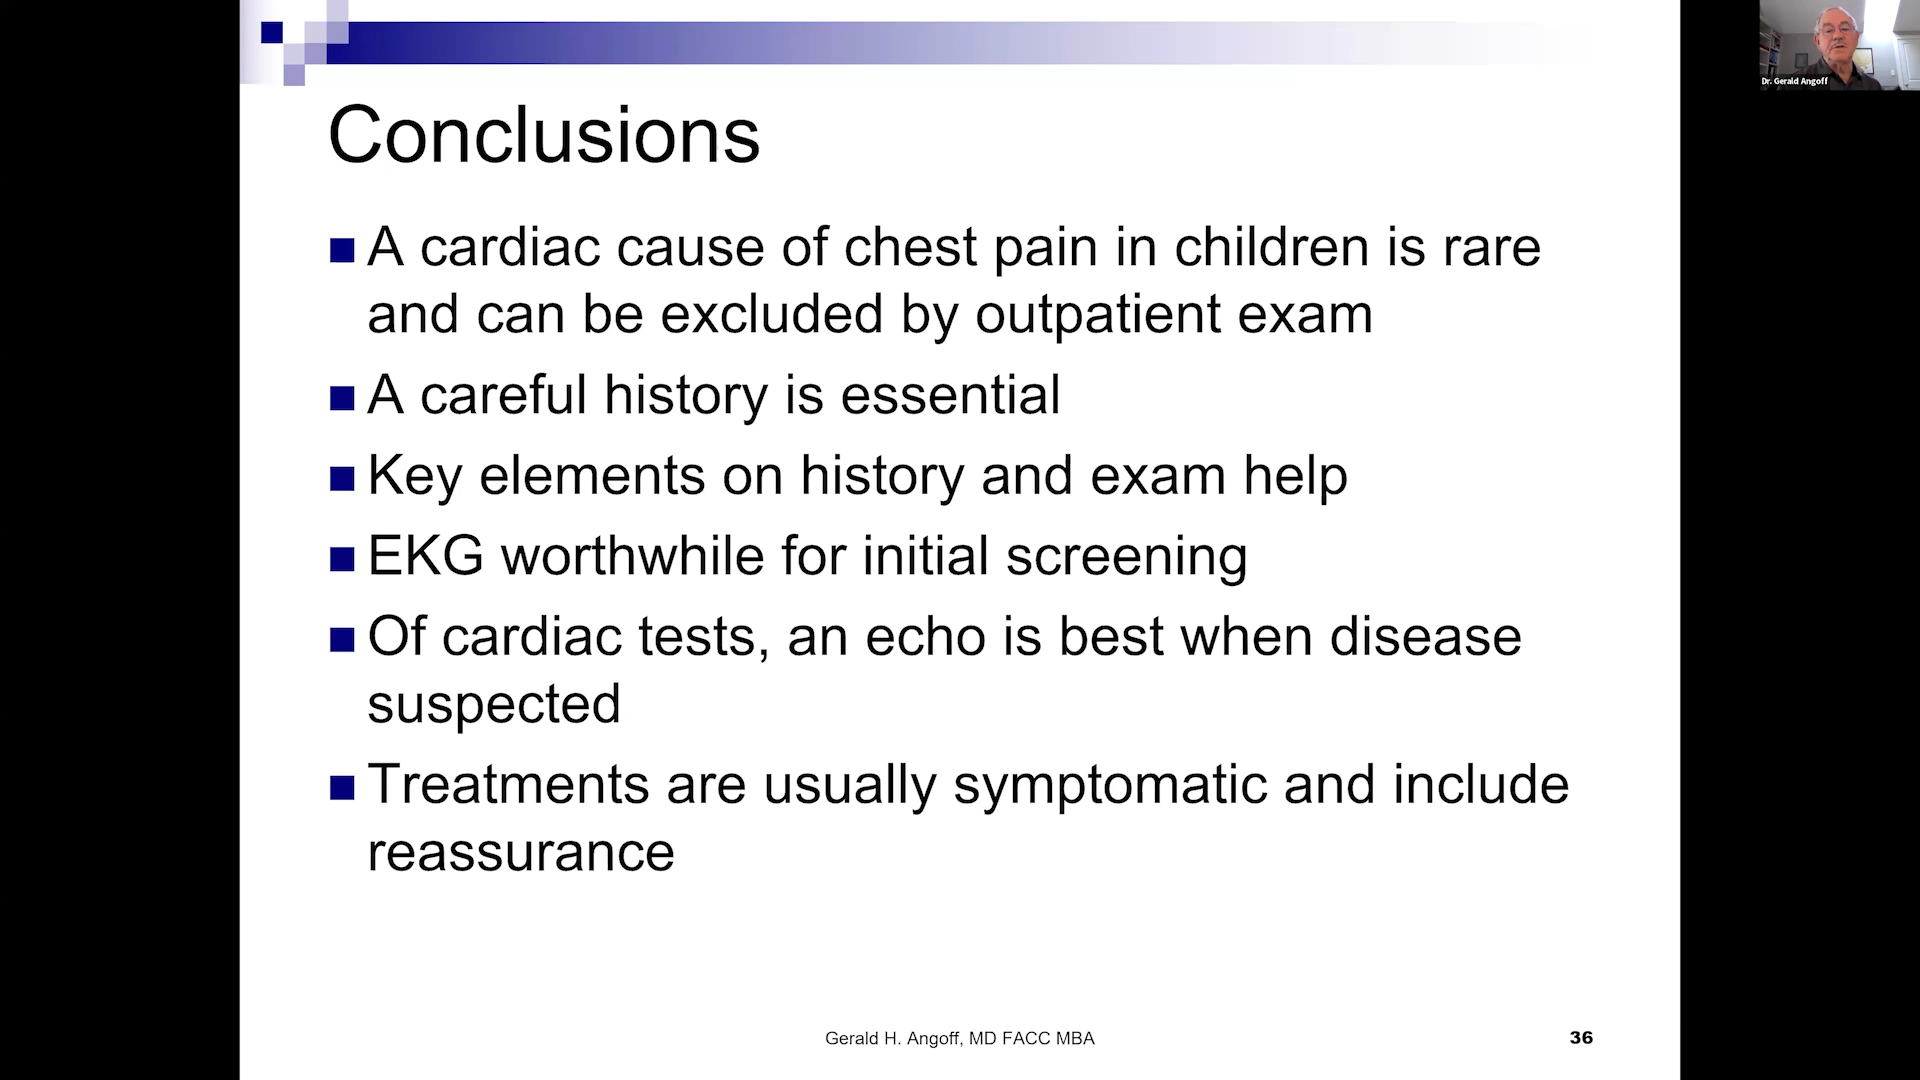 Dr. Gerald Angoff
Conclusions
A cardiac cause of chest pain in children is rare
and can be excluded by outpatient exam
A careful history is essential
Key elements on history and exam help
EKG worthwhile for initial screening
Of cardiac tests, an echo is best when disease
suspected
Treatments are usually symptomatic and include
reassurance
Gerald H. Angoff, MD FACC MBA
36